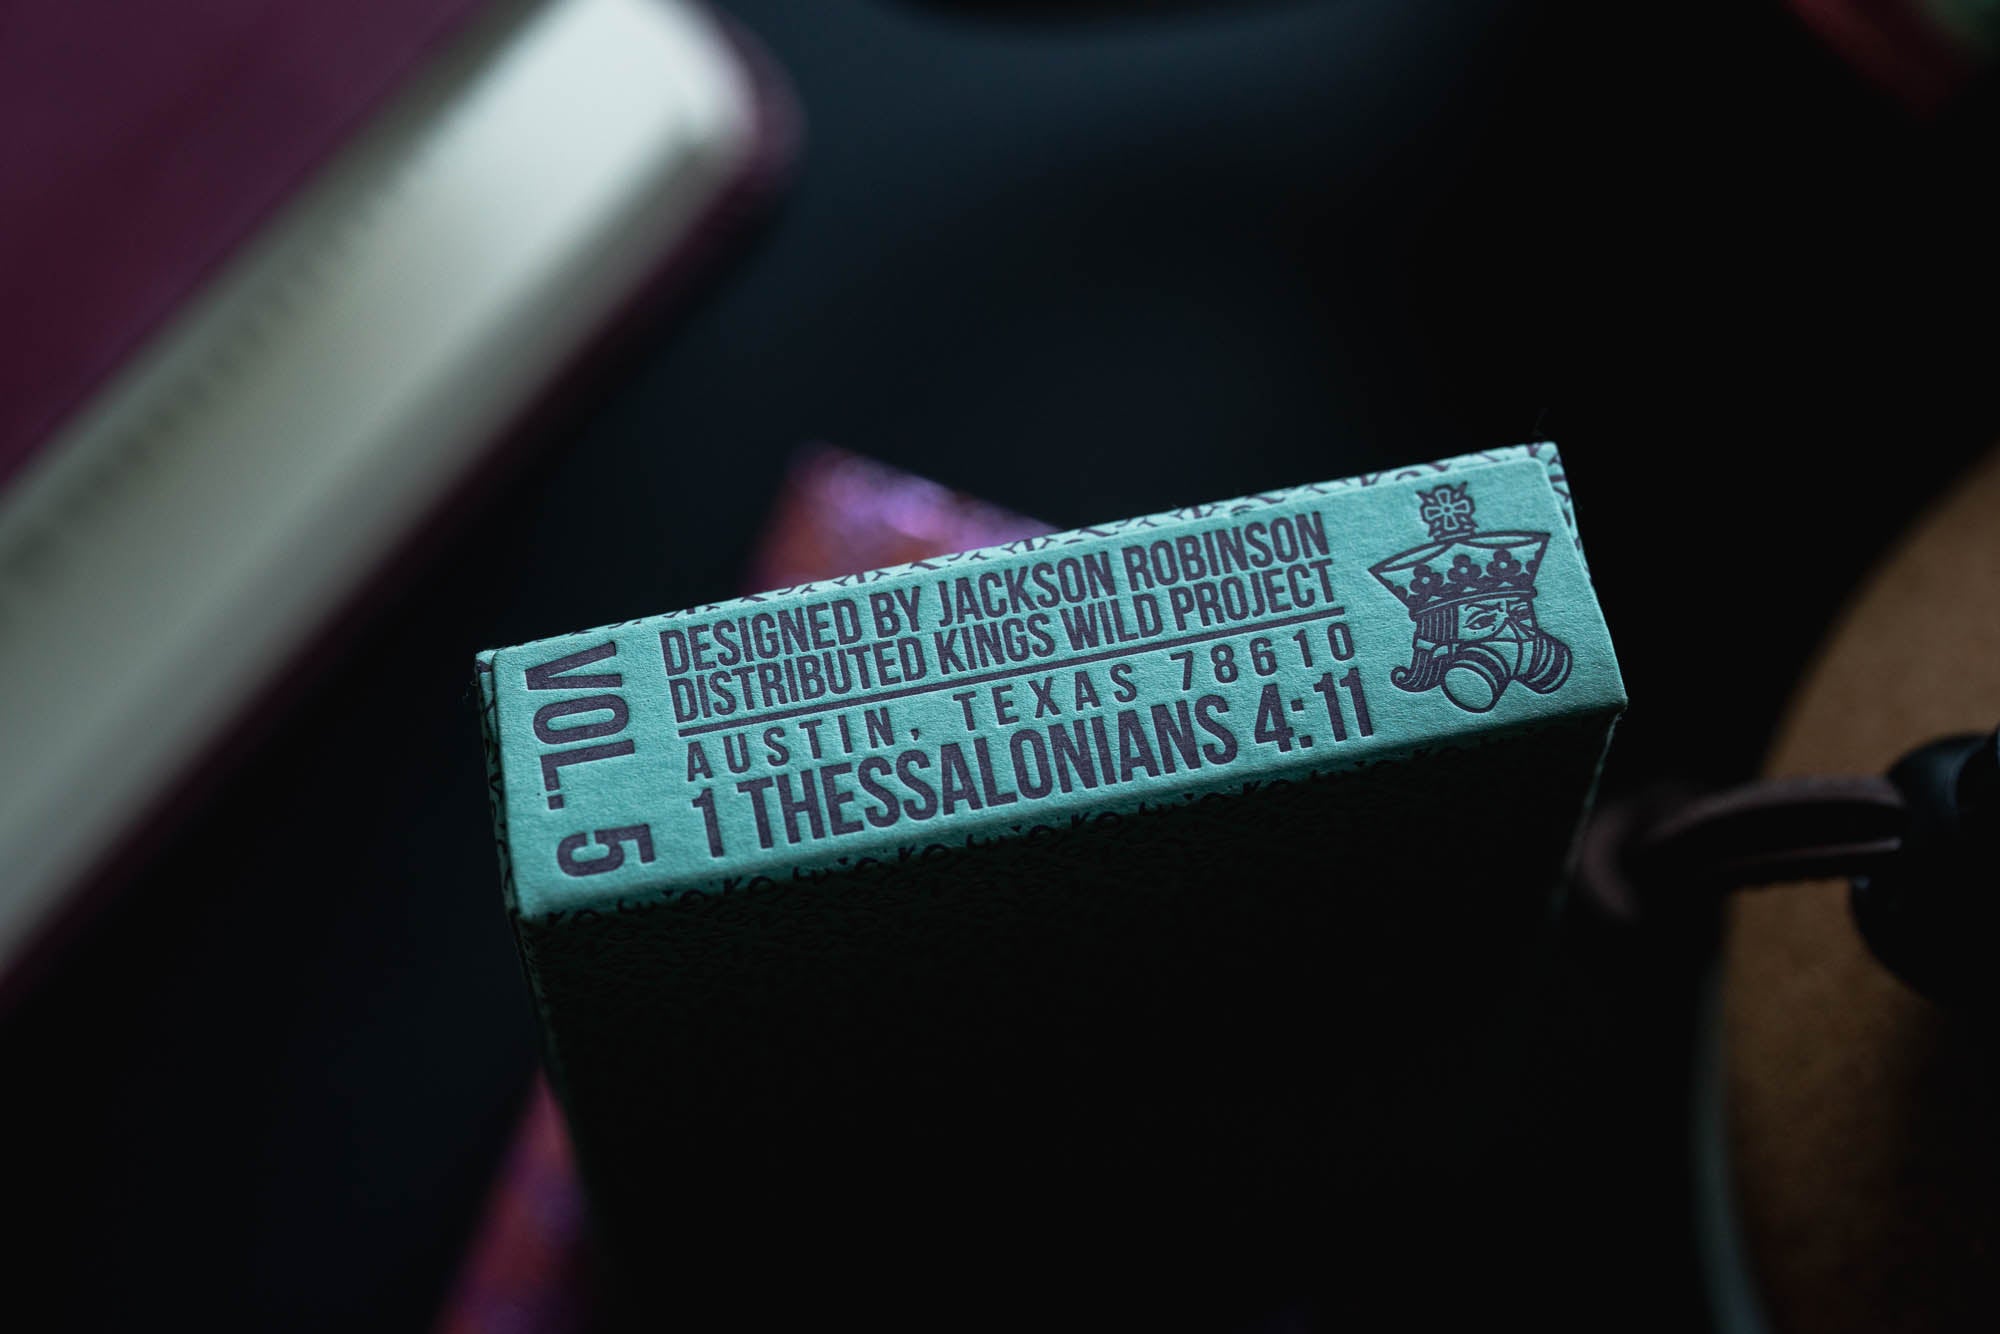 VOL. 5
DESIGNED BY JACKSON ROBINSON
DISTRIBUTED KINGS WILD PROJECT
AUSTIN, TEXAS 78610
1 THESSALONIANS 4:11